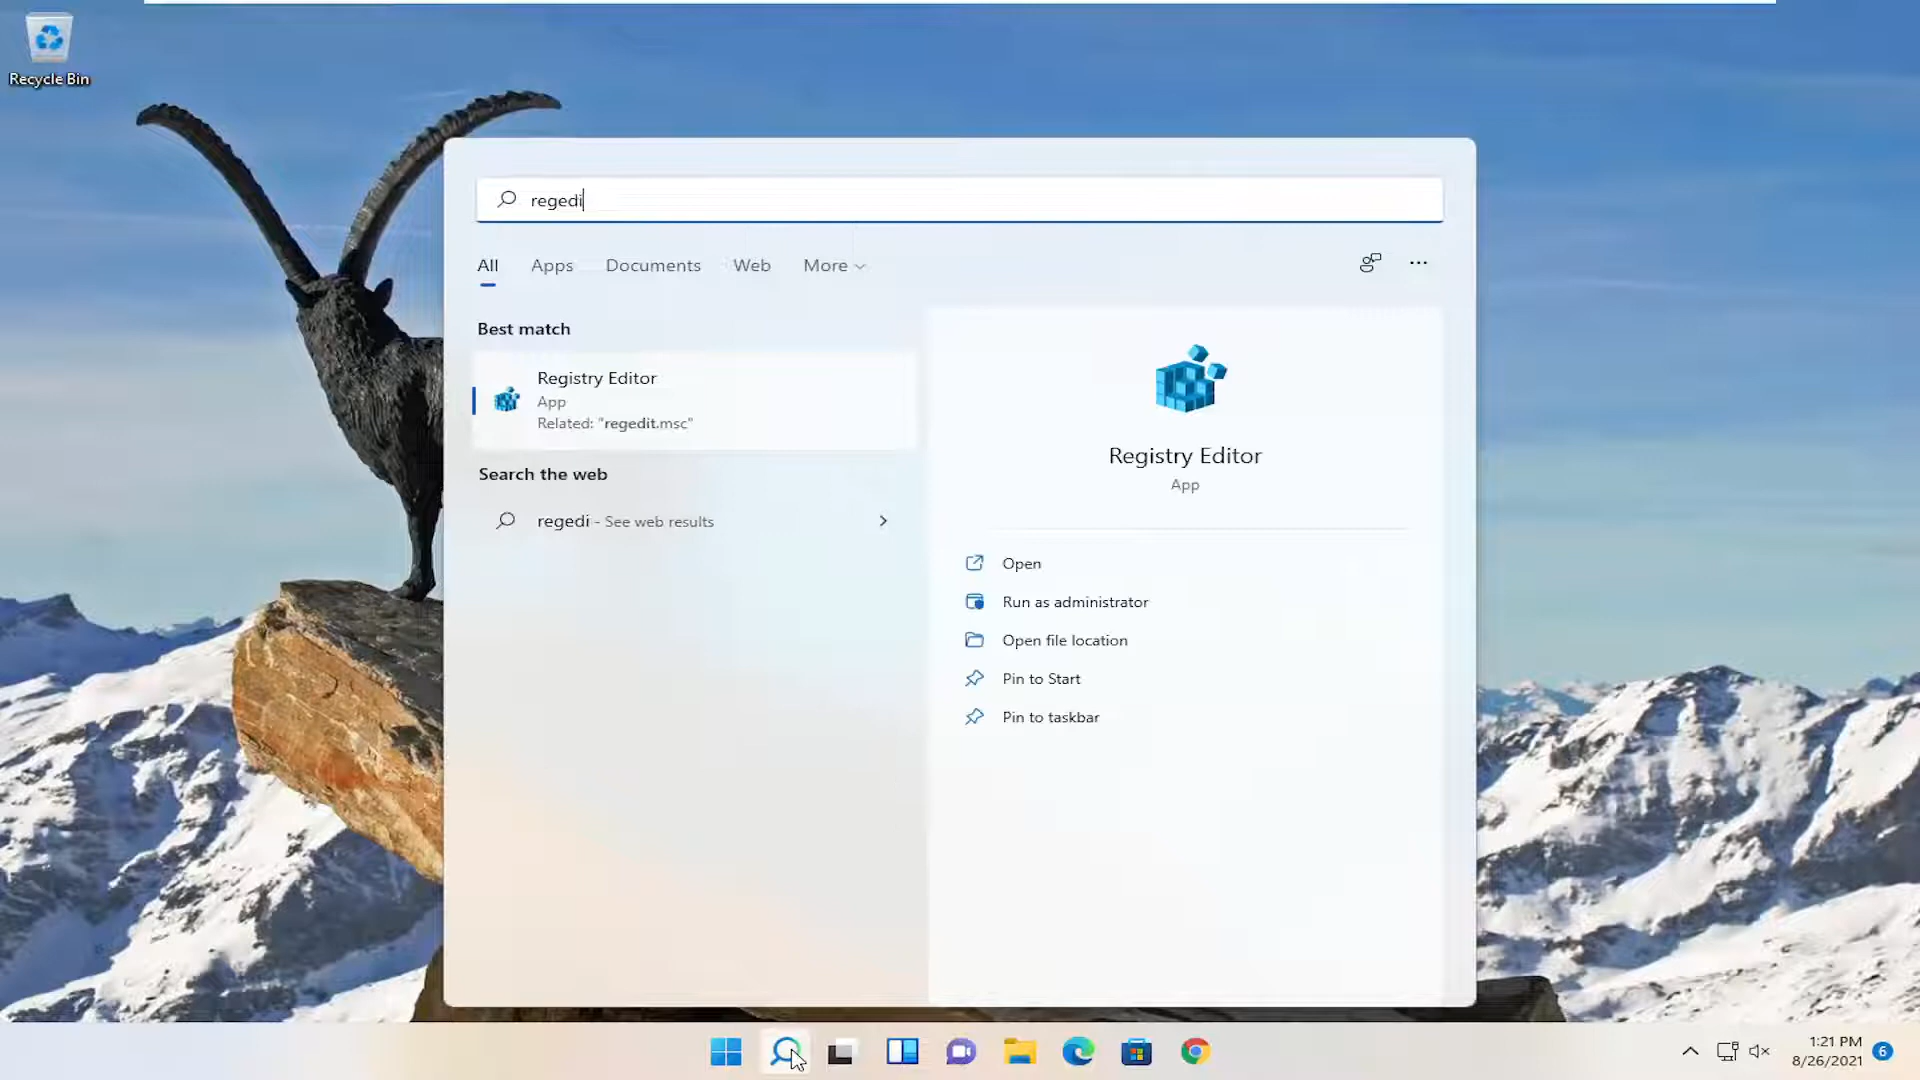 Recycle Bin
regedi
All Apps Documents Web More
Best match
Registry Editor
App
Related: "regedit.msc"
Search the web
regedi - See web results
Registry Editor
App
Open
Run as administrator
Open file location
Pin to Start
Pin to taskbar
1:21 PM
8/26/2021
6